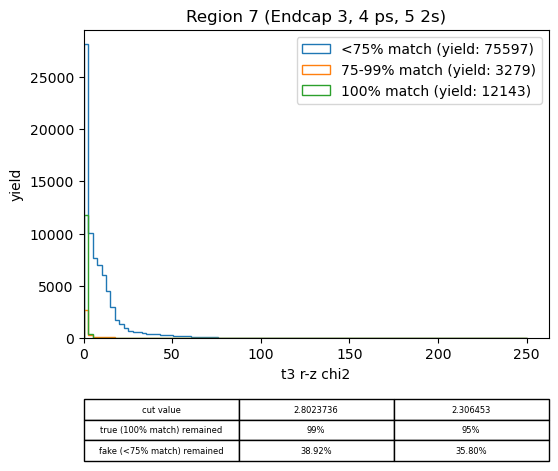 Region 7 (Endcap 3, 4 ps, 5 2s)
<75% match (yield: 75597)
75-99% match (yield: 3279)
100% match (yield: 12143)
yield
25000
20000
15000
10000
5000
0
0 50 100 150 200 250
t3 r-z chi2
cut value 2.8023736 2.306453
true (100% match) remained 99% 95%
fake (<75% match) remained 38.92% 35.80%